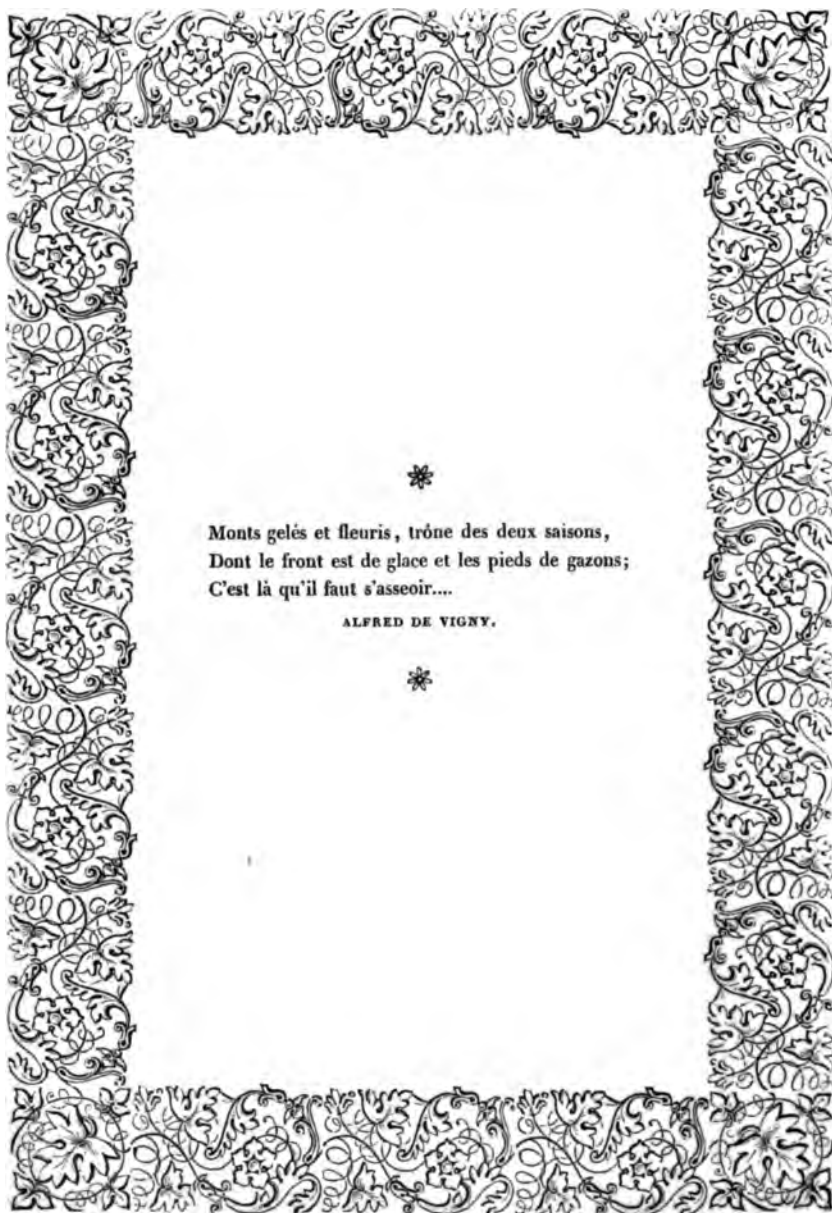 Monts gelés et fleuris, trône des deux saisons,
Dont le front est de glace et les pieds de gazons;
C'est là qu'il faut s'asseoir....
ALFRED DE VIGNY.